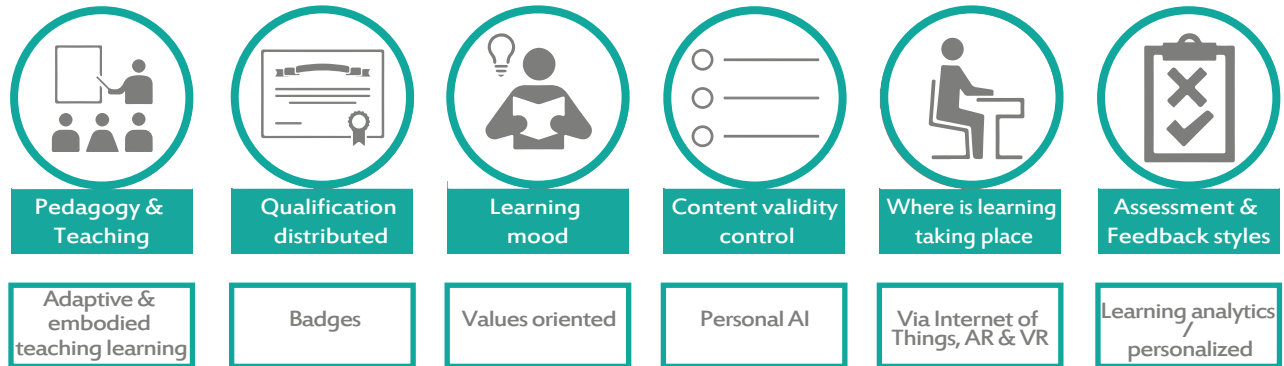 Pedagogy &
Teaching
Qualification
distributed
Learning
mood
Content validity
control
Where is learning
taking place
Assessment &
Feedback styles
Adaptive &
embodied
teaching learning
Badges
Values oriented
Personal AI
Via Internet of
Things, AR & VR
Learning analytics
/
personalized